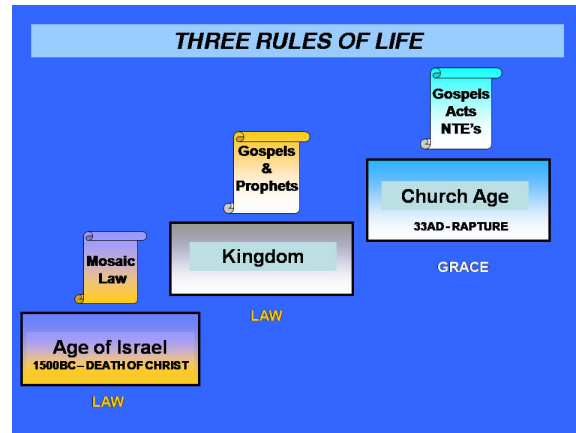 THREE RULES OF LIFE
Gospels
Acts
NTE's
Church Age
33AD-RAPTURE
GRACE
Gospels
&
Prophets
Kingdom
LAW
Mosaic
Law
Age of Israel
1500BC–DEATH OF CHRIST
LAW